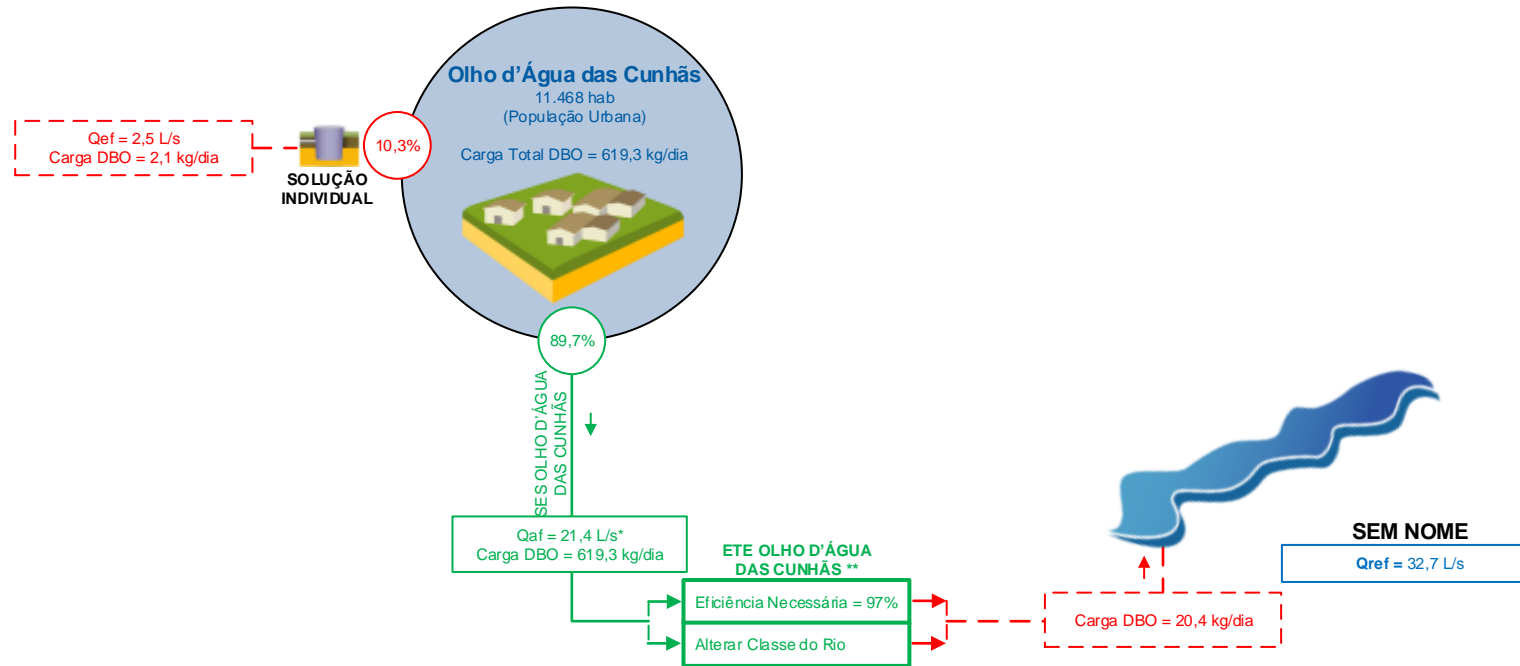 Olho d'Água das Cunhãs
11.468 hab
(População Urbana)
Carga Total DBO = 619,3 kg/dia
Qef = 2,5 L/s
Carga DBO = 2,1 kg/dia
10,3%
SOLUÇÃO
INDIVIDUAL
89,7%
SES OLHO D'ÁGUA
DAS CUNHÃS
Qaf = 21,4 L/s*
Carga DBO = 619,3 kg/dia
ETE OLHO D'ÁGUA
DAS CUNHÃS **
Eficiência Necessária = 97%
Alterar Classe do Rio
Carga DBO = 20,4 kg/dia
SEM NOME
Qref = 32,7 L/s